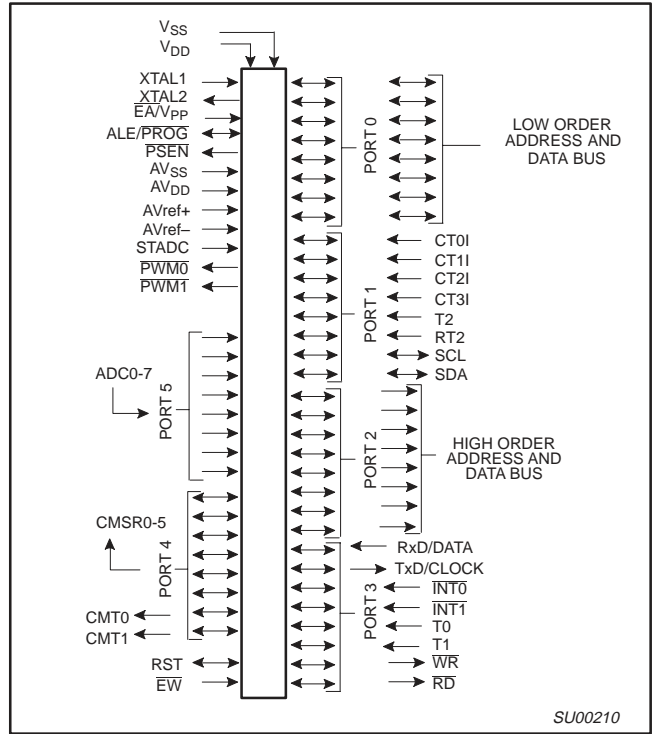 VSS
VDD
XTAL1
XTAL2
EA/VPP
ALE/PROG
PSEN
AVSS
AVDD
AVref+
AVref–
STADC
PWM0
PWM1
ADC0-7
PORT 5
CMSR0-5
PORT 4
CMT0
CMT1
RST
EW
PORT 0
LOW ORDER
ADDRESS AND
DATA BUS
PORT 1
CT0I
CT1I
CT2I
CT3I
T2
RT2
SCL
SDA
PORT 2
HIGH ORDER
ADDRESS AND
DATA BUS
PORT 3
RxD/DATA
TxD/CLOCK
INT0
INT1
T0
T1
WR
RD
SU00210